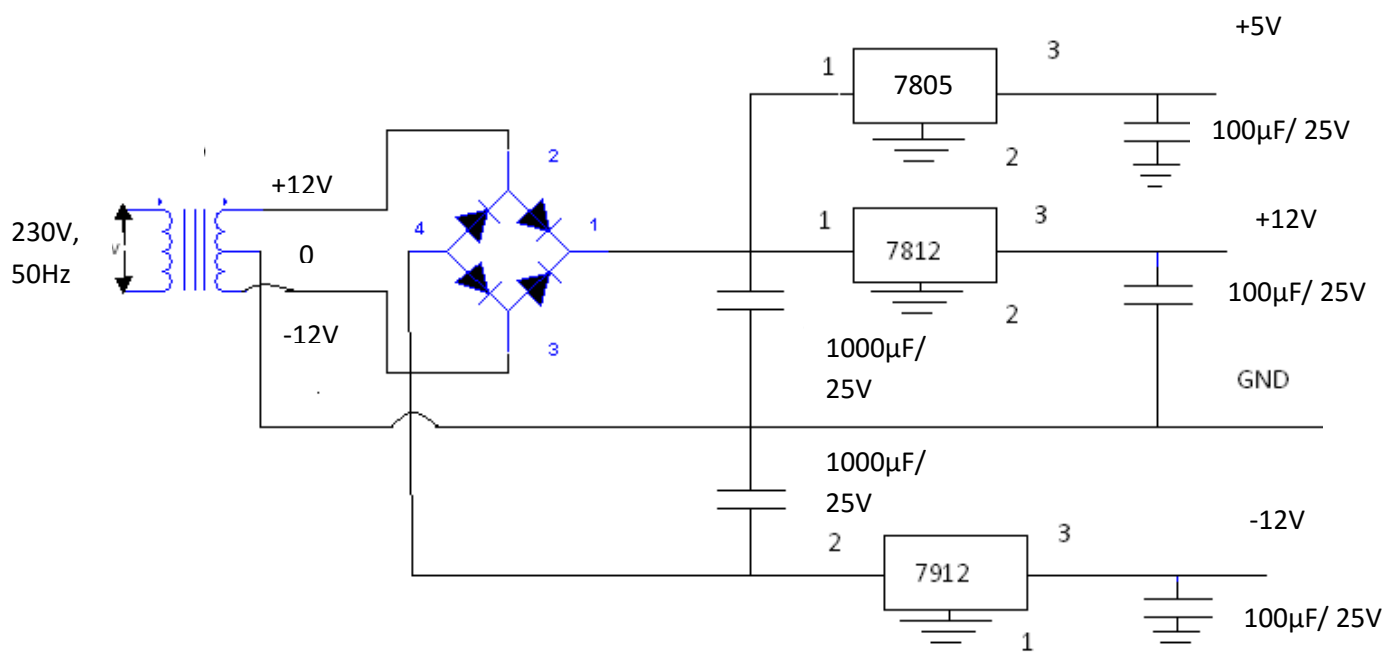 +5V
1
3
7805
100μF/ 25V
2
2
+12V
4
1
1
3
+12V
230V,
50Hz
V
0
7812
100μF/ 25V
2
-12V
3
1000μF/
25V
GND
1000μF/
25V
-12V
2
3
7912
100μF/ 25V
1